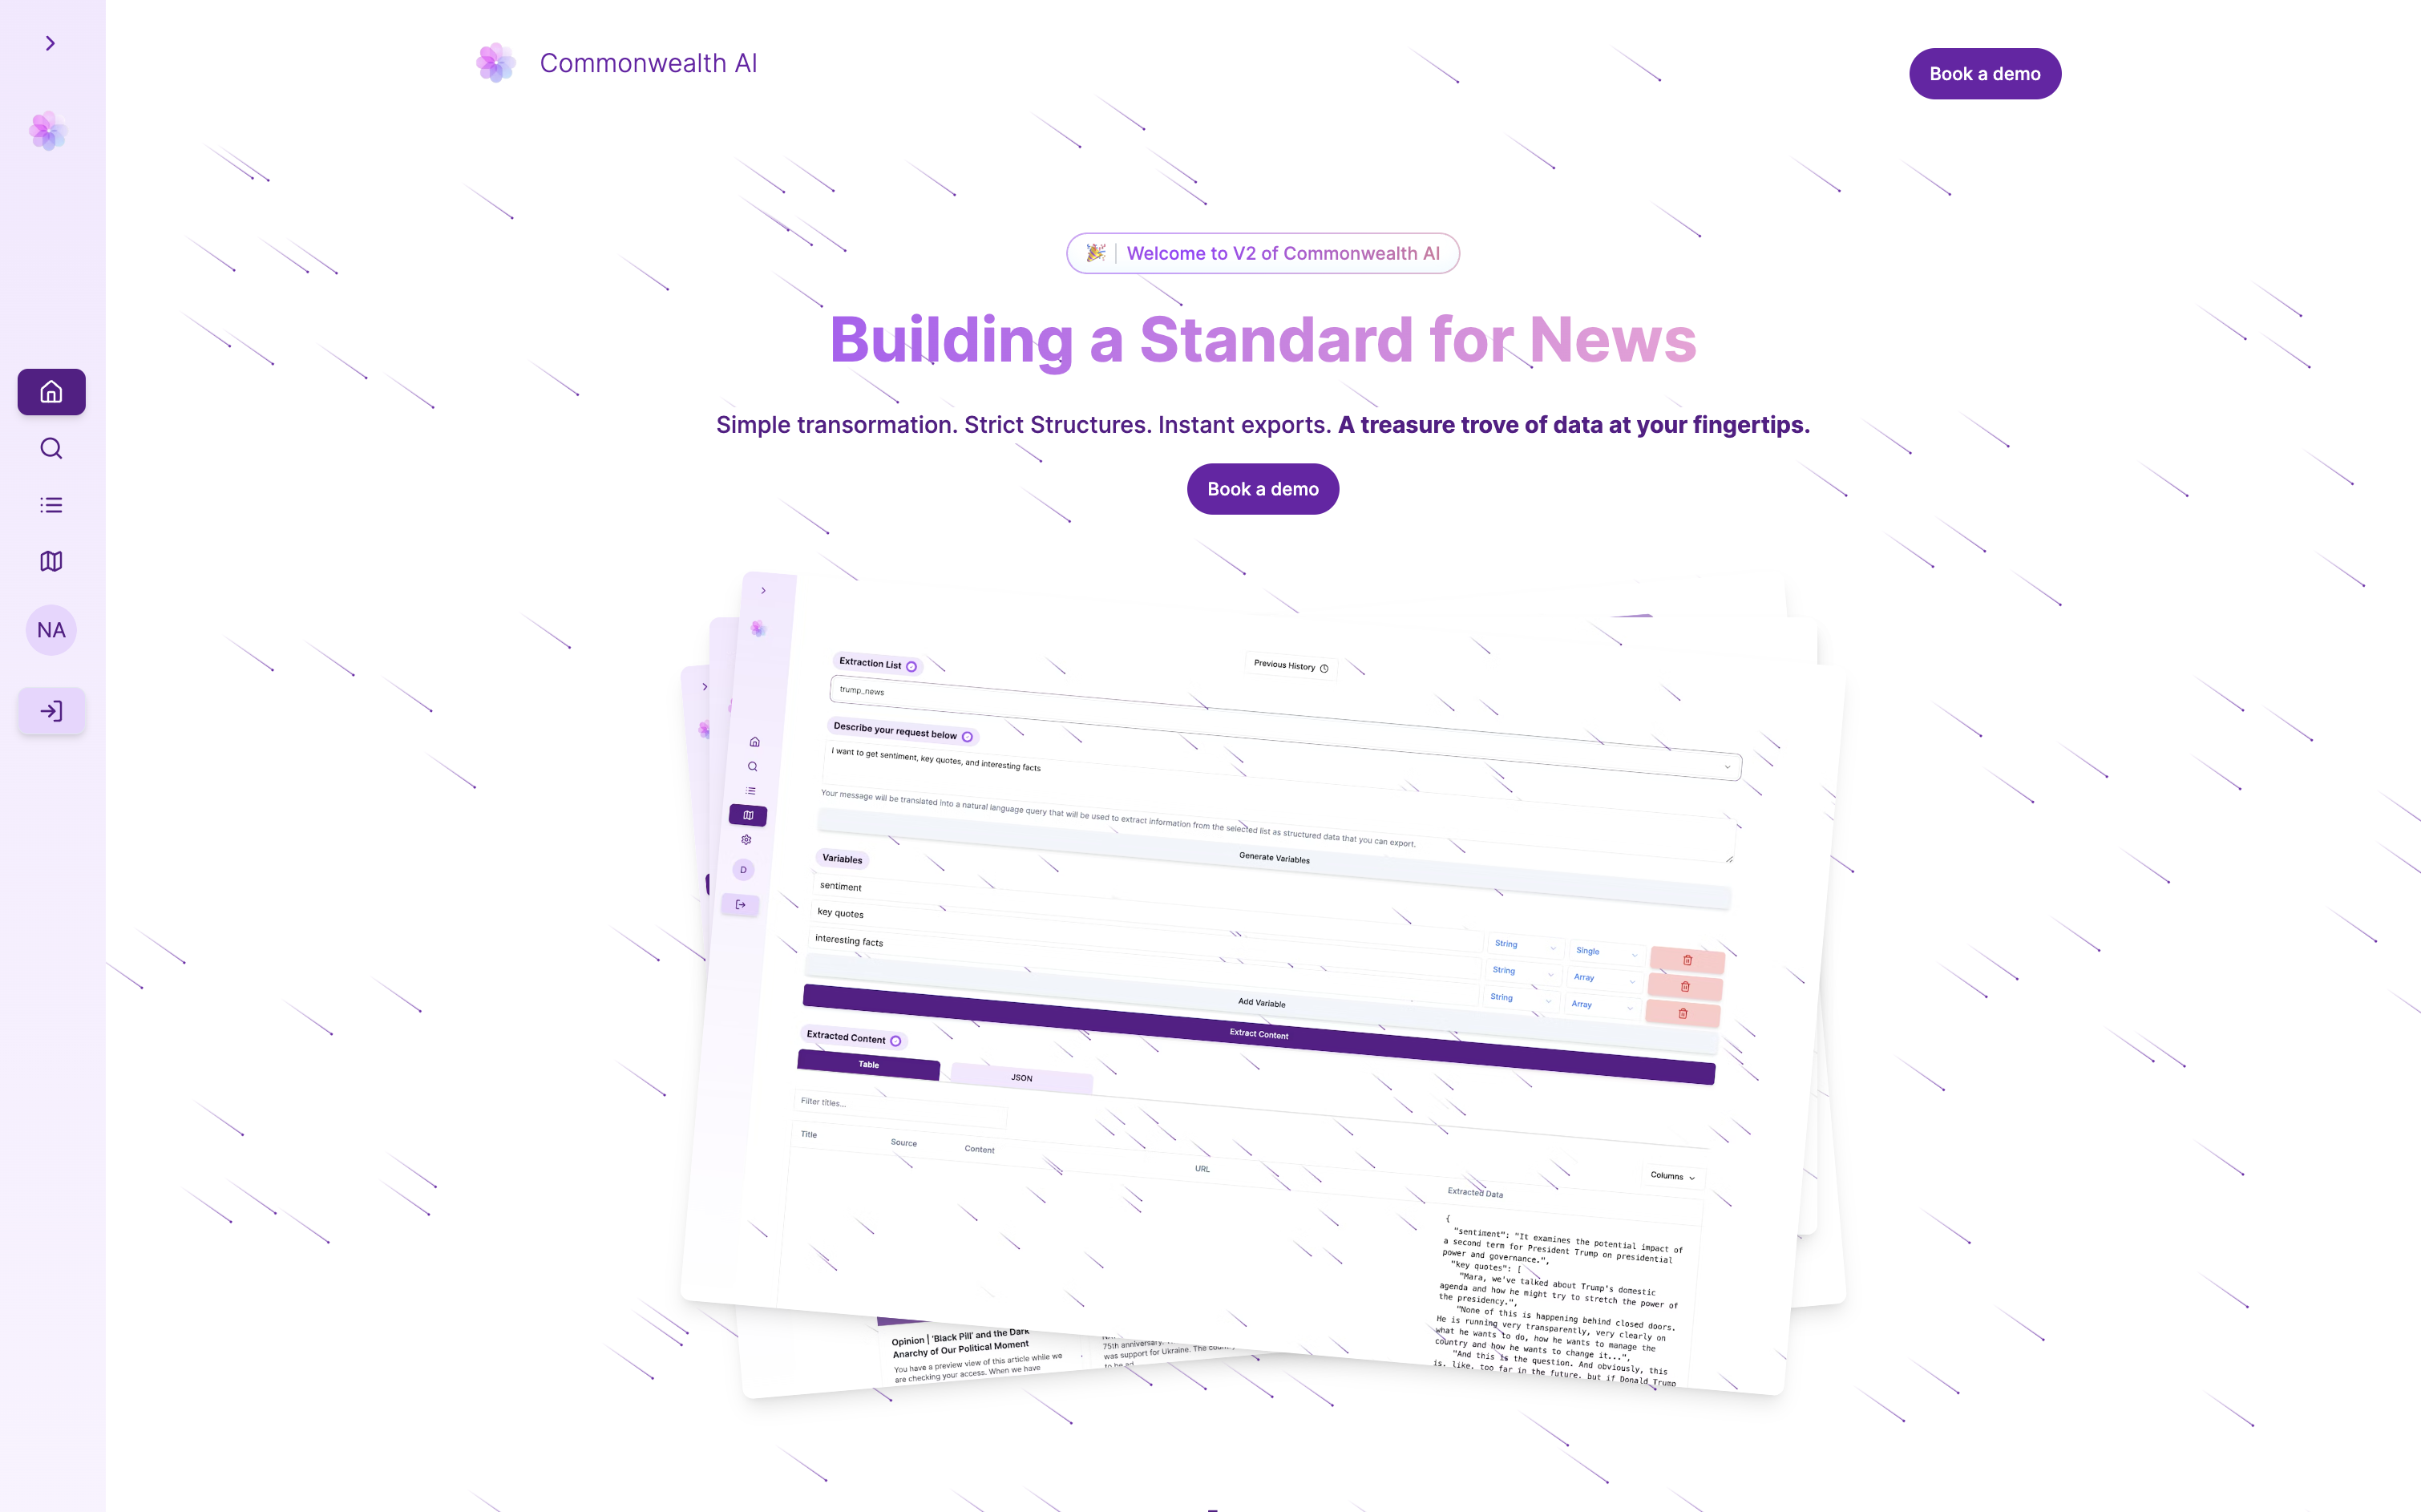 Commonwealth AI
Book a demo
🎉 Welcome to V2 of Commonwealth AI
Building a Standard for News
Simple transormation. Strict Structures. Instant exports. A treasure trove of data at your fingertips.
Book a demo
NA
Previous History
Extraction List
trump_news
Describe your request below
I want to get sentiment, key quotes, and interesting facts
Your message will be translated into a natural language query that will be used to extract information from the selected list as structured data that you can export.
Generate Variables
Variables
D
sentiment
String Single
key quotes
String Array
interesting facts
String Array
Add Variable
Extract Content
Extracted Content
Table JSON
Filter titles...
Columns
Title Source Content URL Extracted Data
{
"sentiment": "It examines the potential impact of
a second term for President Trump on presidential
power and governance.",
"key quotes": [
"Mara, we've talked about Trump's domestic
agenda and how he might try to stretch the power of
the presidency.",
"None of this is happening behind closed doors.
He is running very transparently, very clearly on
what he wants to do, how he wants to manage the
country and how he wants to change it...",
"And this is the question. And obviously, this
is, like, too far in the future, but if Donald Trump
Opinion | 'Black Pill' and the Dark
Anarchy of Our Political Moment
You have a preview view of this article while we
are checking your access. When we have
75th anniversary.
was support for Ukraine. The
to be ad